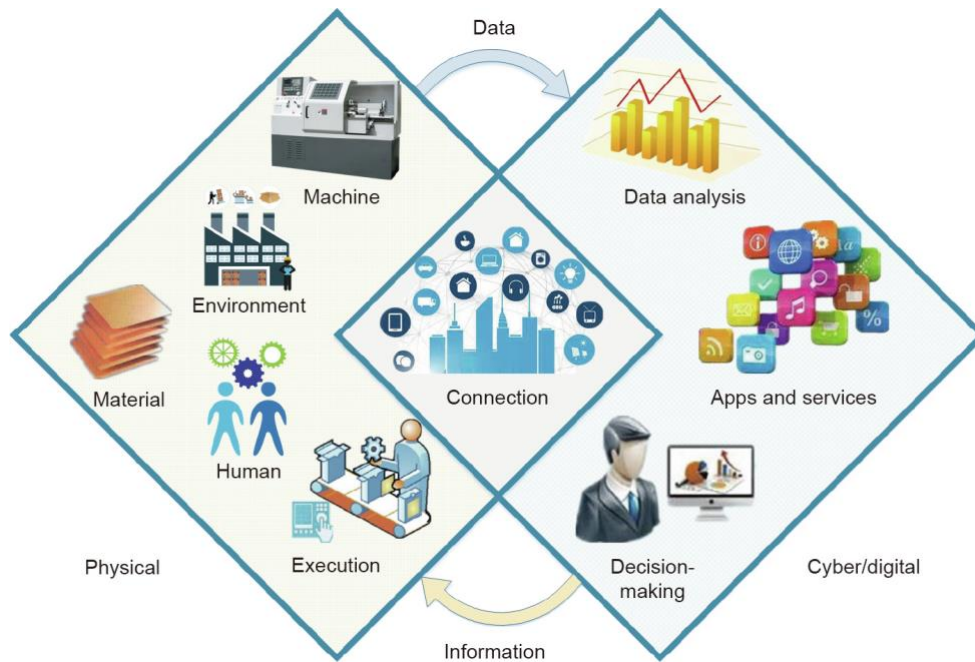 Data
Machine
Data analysis
Environment
Material
Connection
Apps and services
Human
Physical
Execution
Decision-
making
Cyber/digital
Information